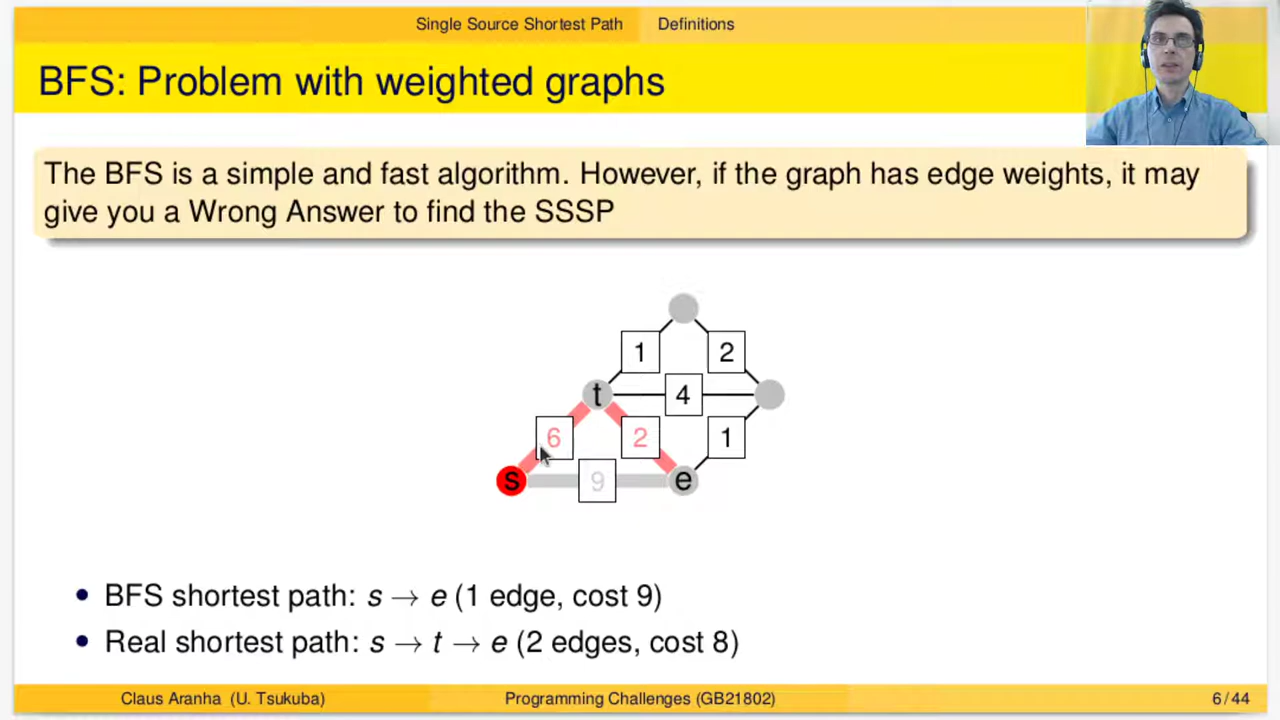 Single Source Shortest Path Definitions
BFS: Problem with weighted graphs
The BFS is a simple and fast algorithm. However, if the graph has edge weights, it may
give you a Wrong Answer to find the SSSP
1 2
t 4
6 2 1
s 9 e
• BFS shortest path: s → e (1 edge, cost 9)
• Real shortest path: s → t → e (2 edges, cost 8)
Claus Aranha (U. Tsukuba) Programming Challenges (GB21802) 6 / 44